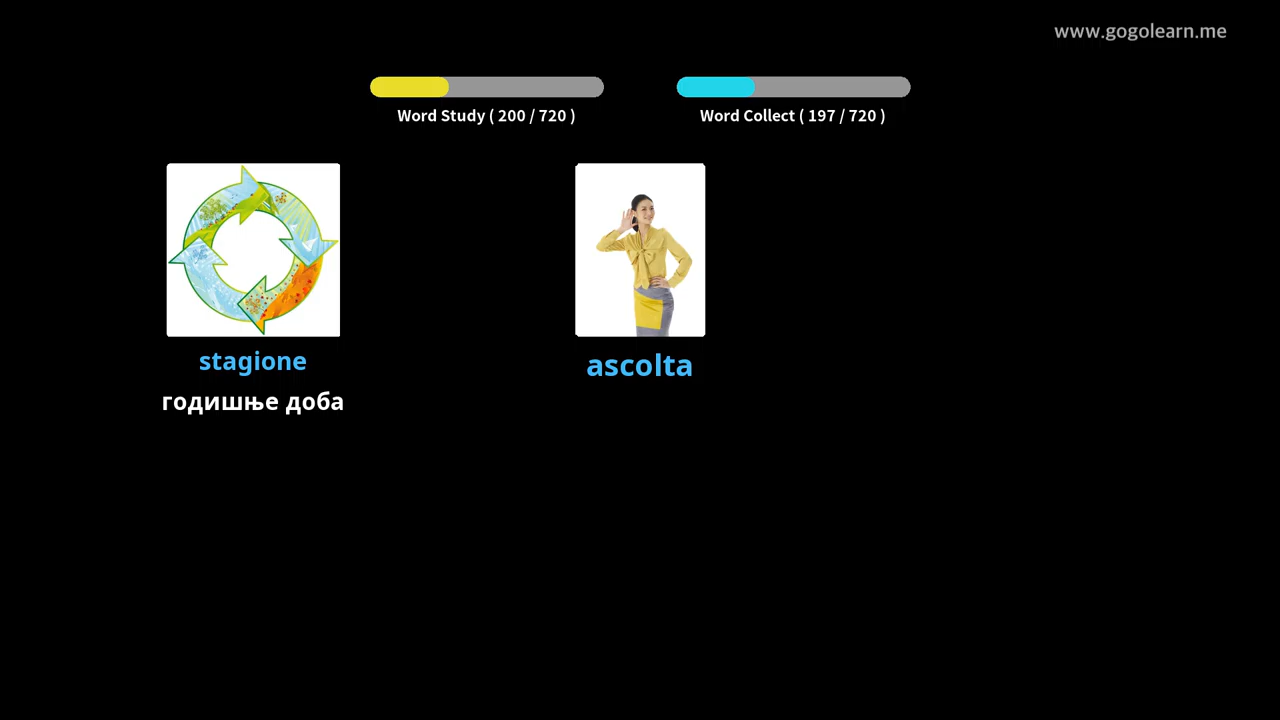 www.gogolearn.me
Word Study ( 200 / 720 )
Word Collect ( 197 / 720 )
stagione
годишње доба
ascolta